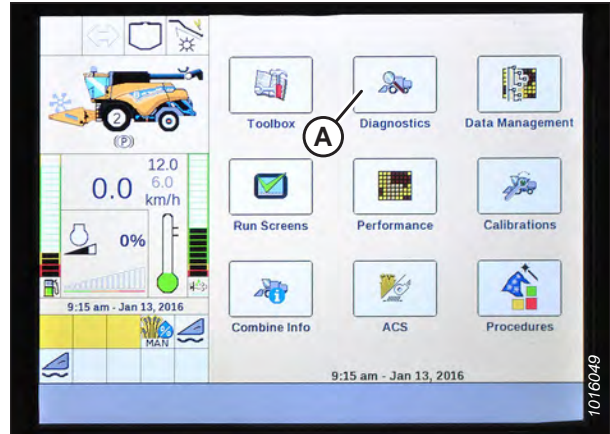 Toolbox
Diagnostics
Data Management
A
1
2
(P)
12.0
0.0
6.0
km/h
Run Screens
Performance
Calibrations
0%
9:15 am - Jan 13, 2016
MAN
Combine Info
ACS
Procedures
9:15 am - Jan 13, 2016
1016049